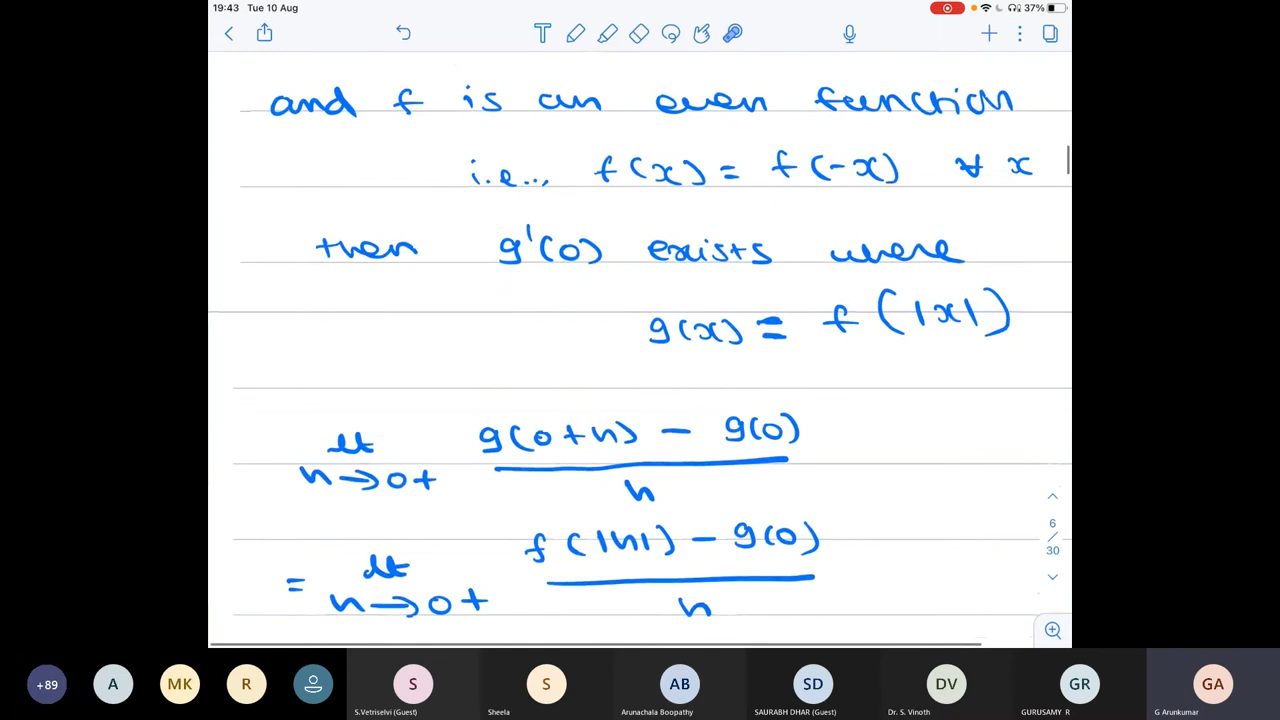 19:43 Tue 10 Aug 37%
and f is an even function
i.e.., f(x) = f(-x) ∀ x
then g'(0) exists where
g(x) = f(|x|)
lt h→0+ g(0+h) - g(0) / h
= lt h→0+ f(|h|) - g(0) / h
6
/
30
+89 A MK R S S AB SD DV GR GA
S.Vetriselvi (Guest) Sheela Arunachala Boopathy SAURABH DHAR (Guest) Dr. S. Vinoth GURUSAMY R G Arunkumar